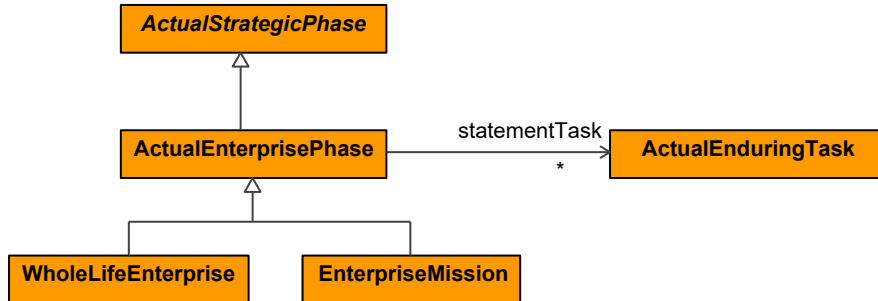 ActualStrategicPhase
statementTask
ActualEnterprisePhase
ActualEnduringTask
*
WholeLifeEnterprise
EnterpriseMission